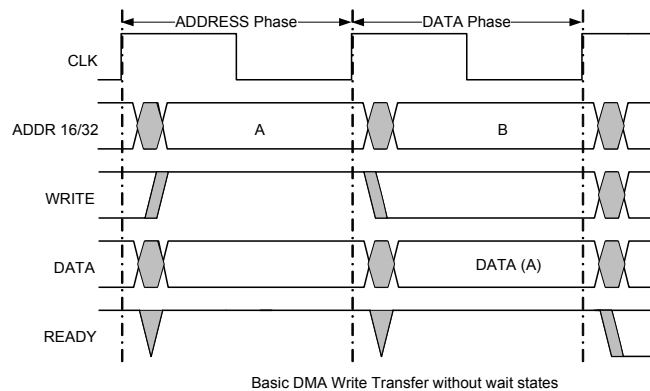 ADDRESS Phase DATA Phase
CLK
ADDR 16/32 A B
WRITE
DATA DATA (A)
READY
Basic DMA Write Transfer without wait states